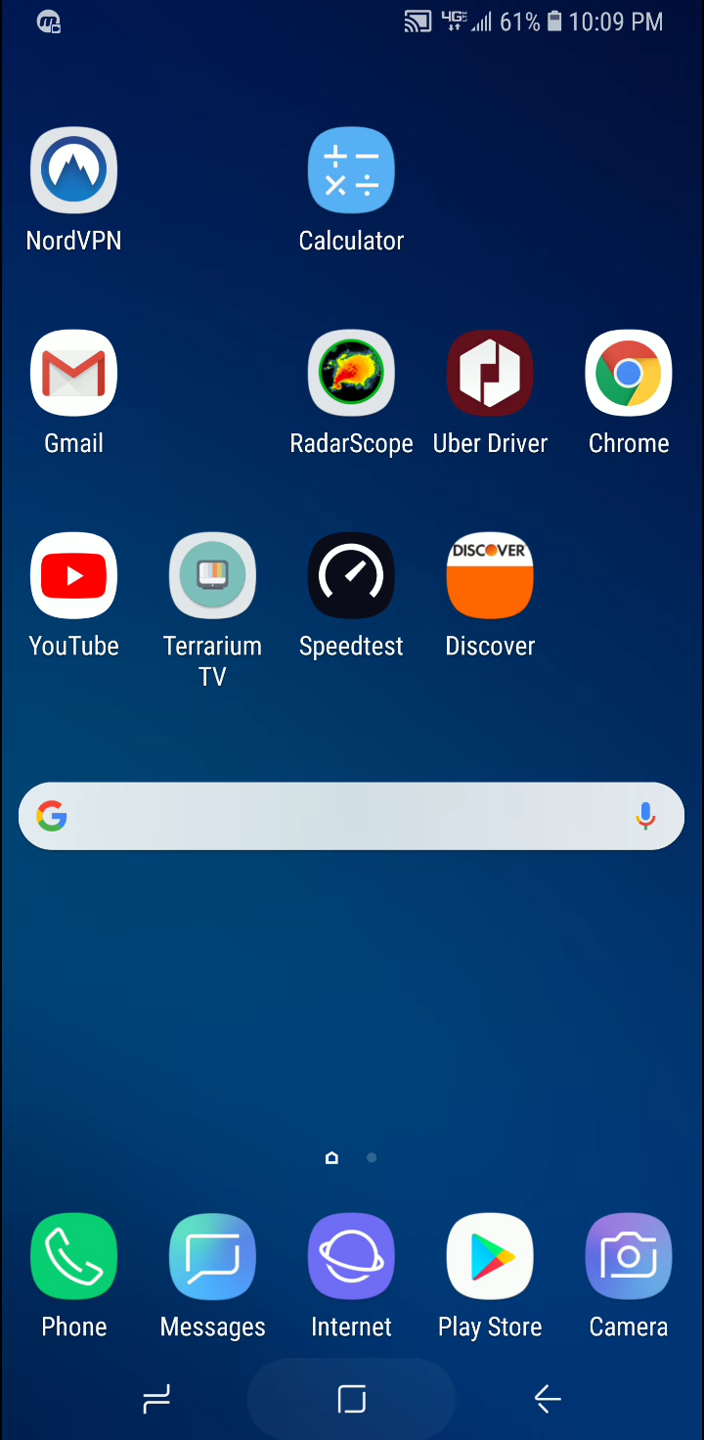 4G 61% 10:09 PM
NordVPN
Calculator
Gmail
RadarScope
Uber Driver
Chrome
DISCOVER
YouTube
Terrarium
TV
Speedtest
Discover
Phone
Messages
Internet
Play Store
Camera